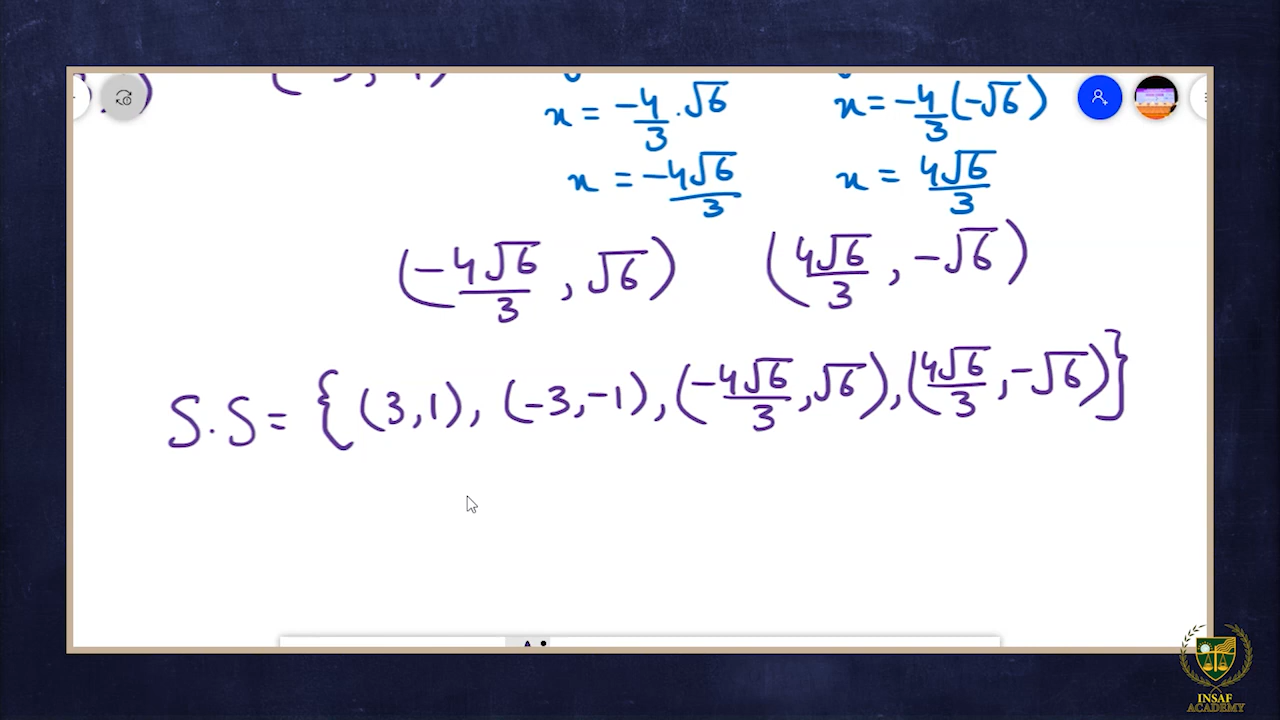 x = -4/3 . √6
x = -4/3 (-√6)
x = -4√6/3
x = 4√6/3
(-4√6/3 , √6)
(4√6/3 , -√6)
S.S = {(3,1), (-3,-1), (-4√6/3 , √6), (4√6/3 , -√6)}
INSAF
ACADEMY